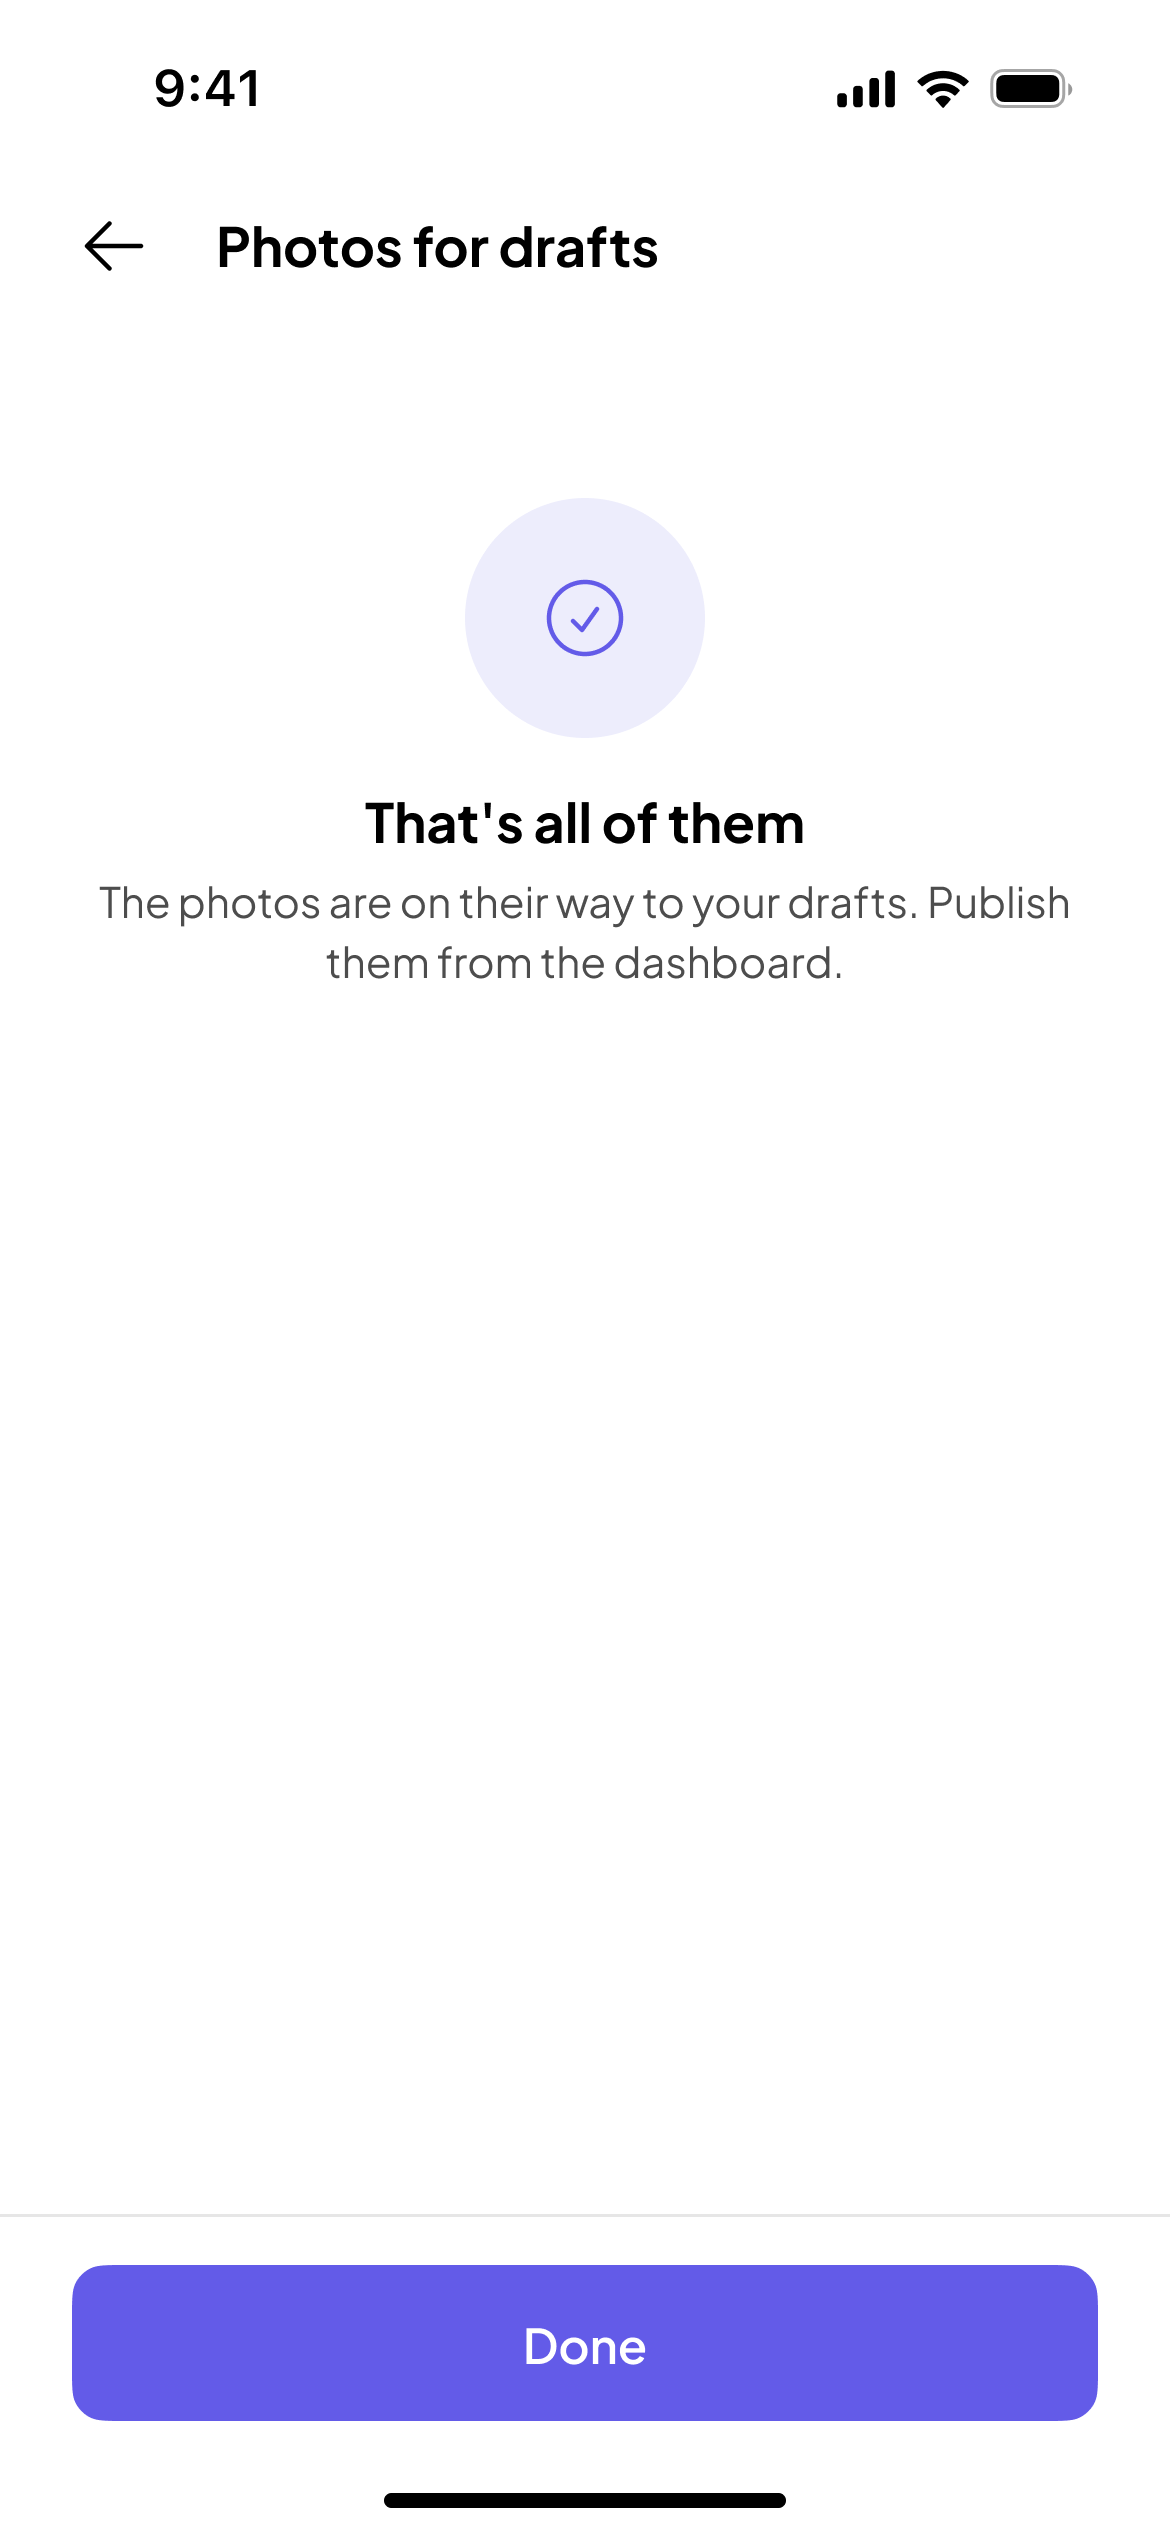 9:41
Photos for drafts
That's all of them
The photos are on their way to your drafts. Publish
them from the dashboard.
Done